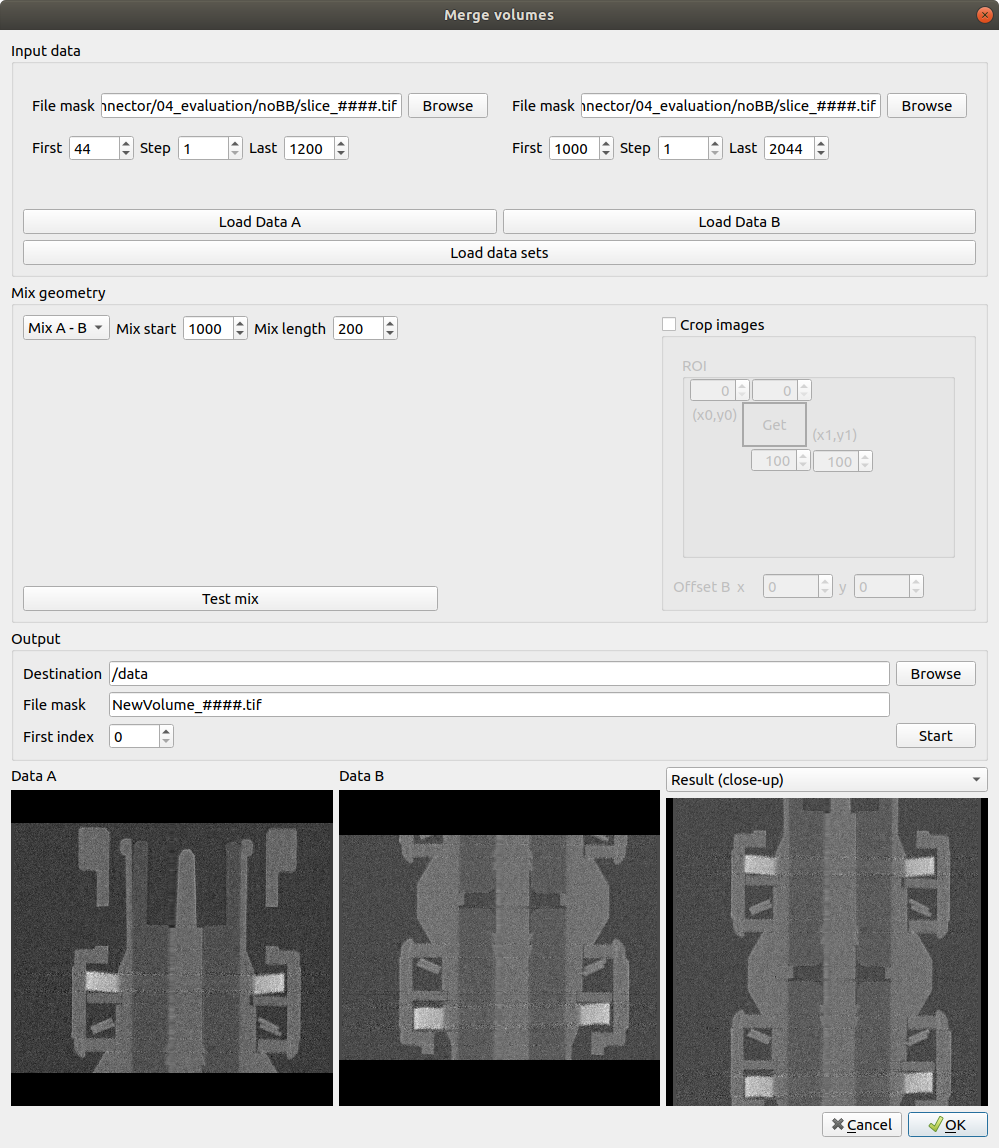 Merge volumes
Input data
File mask nnector/04_evaluation/noBB/slice_####.tif Browse File mask nnector/04_evaluation/noBB/slice_####.tif Browse
First 44 Step 1 Last 1200 First 1000 Step 1 Last 2044
Load Data A Load Data B
Load data sets
Mix geometry
Mix A - B Mix start 1000 Mix length 200 Crop images
ROI
0 0
(x0,y0) Get (x1,y1)
100 100
Offset B x 0 y 0
Test mix
Output
Destination /data Browse
File mask NewVolume_####.tif
First index 0 Start
Data A Data B Result (close-up)
Cancel OK